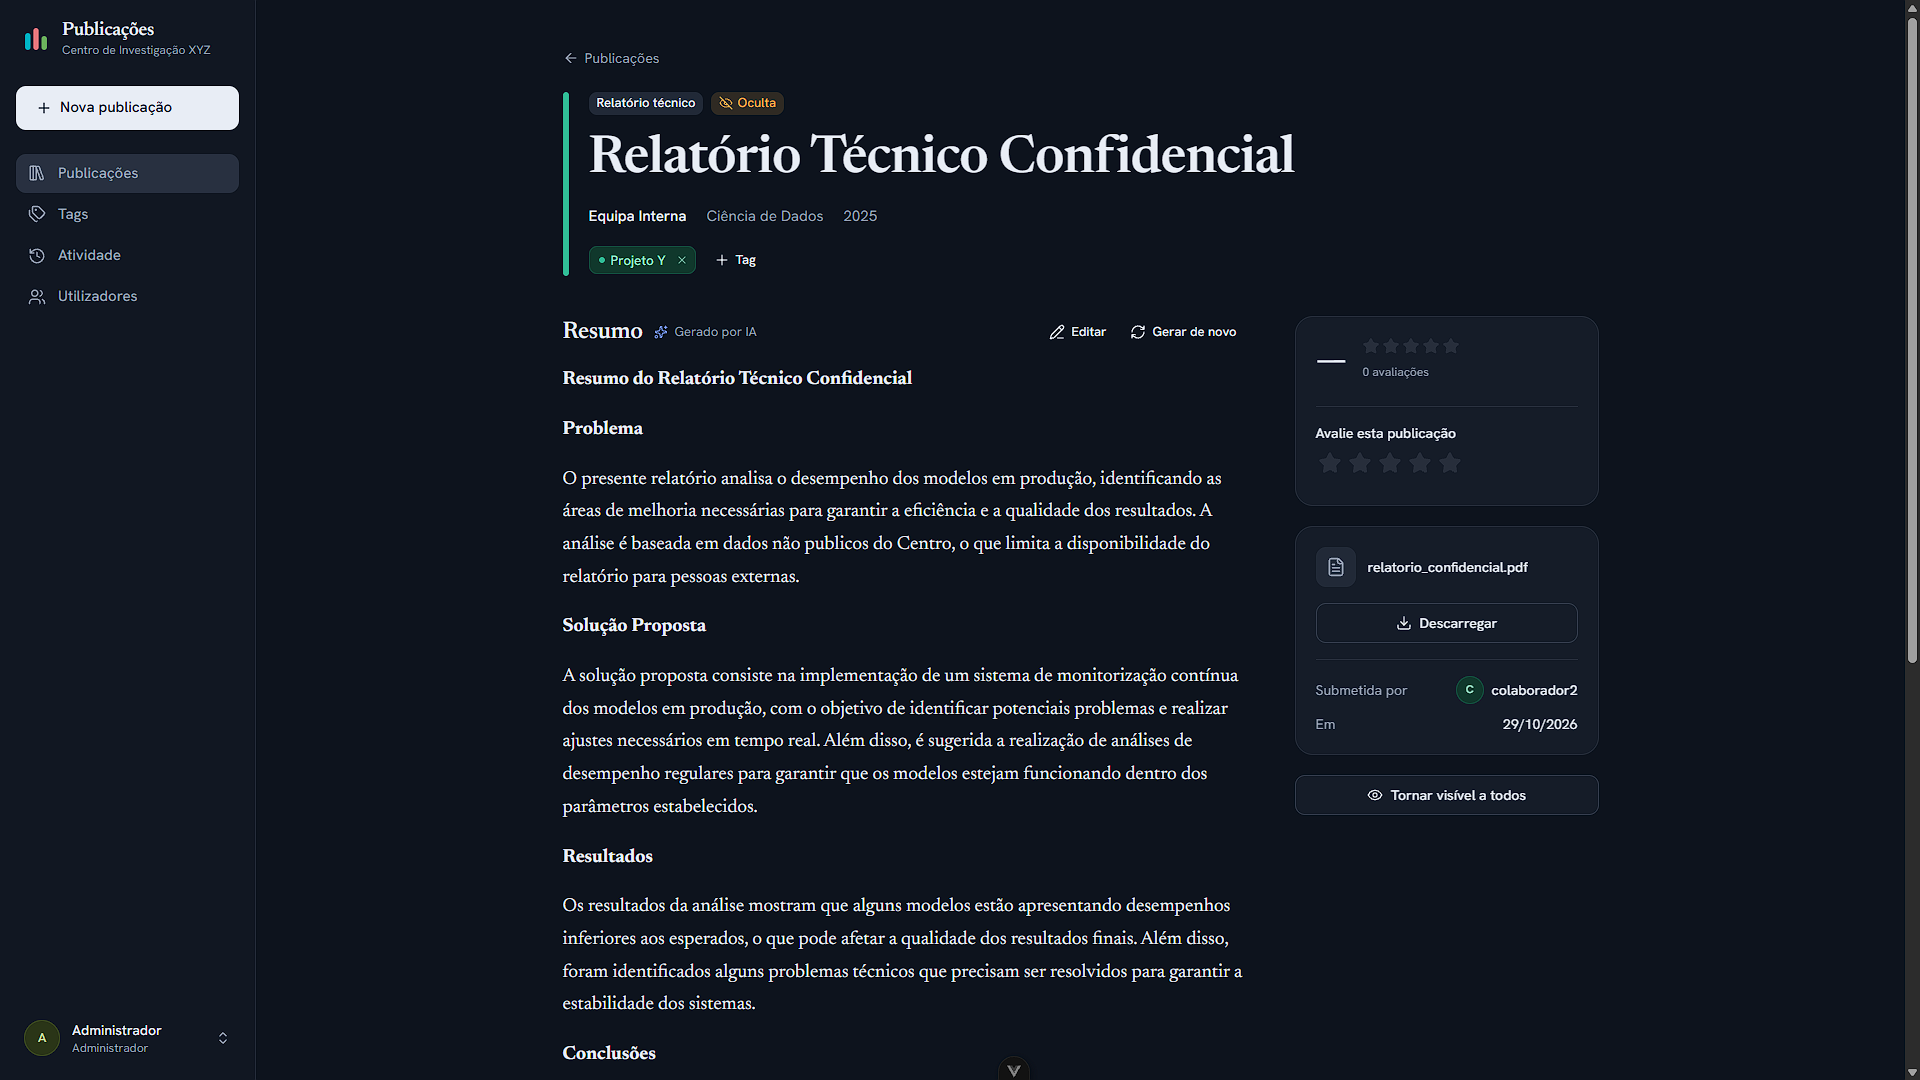 Publicações
Centro de Investigação XYZ
Nova publicação
Publicações
Tags
Atividade
Utilizadores
Administrador
Administrador
A
Publicações
Relatório técnico
Oculta
Relatório Técnico Confidencial
Equipa Interna Ciência de Dados 2025
Projeto Y
Tag
Resumo Gerado por IA
Editar
Gerar de novo
Resumo do Relatório Técnico Confidencial
Problema
O presente relatório analisa o desempenho dos modelos em produção, identificando as
áreas de melhoria necessárias para garantir a eficiência e a qualidade dos resultados. A
análise é baseada em dados não publicos do Centro, o que limita a disponibilidade do
relatório para pessoas externas.
Solução Proposta
A solução proposta consiste na implementação de um sistema de monitorização contínua
dos modelos em produção, com o objetivo de identificar potenciais problemas e realizar
ajustes necessários em tempo real. Além disso, é sugerida a realização de análises de
desempenho regulares para garantir que os modelos estejam funcionando dentro dos
parâmetros estabelecidos.
Resultados
Os resultados da análise mostram que alguns modelos estão apresentando desempenhos
inferiores aos esperados, o que pode afetar a qualidade dos resultados finais. Além disso,
foram identificados alguns problemas técnicos que precisam ser resolvidos para garantir a
estabilidade dos sistemas.
Conclusões
—
0 avaliações
Avalie esta publicação
relatorio_confidencial.pdf
Descarregar
Submetida por C colaborador2
Em 29/10/2026
Tornar visível a todos